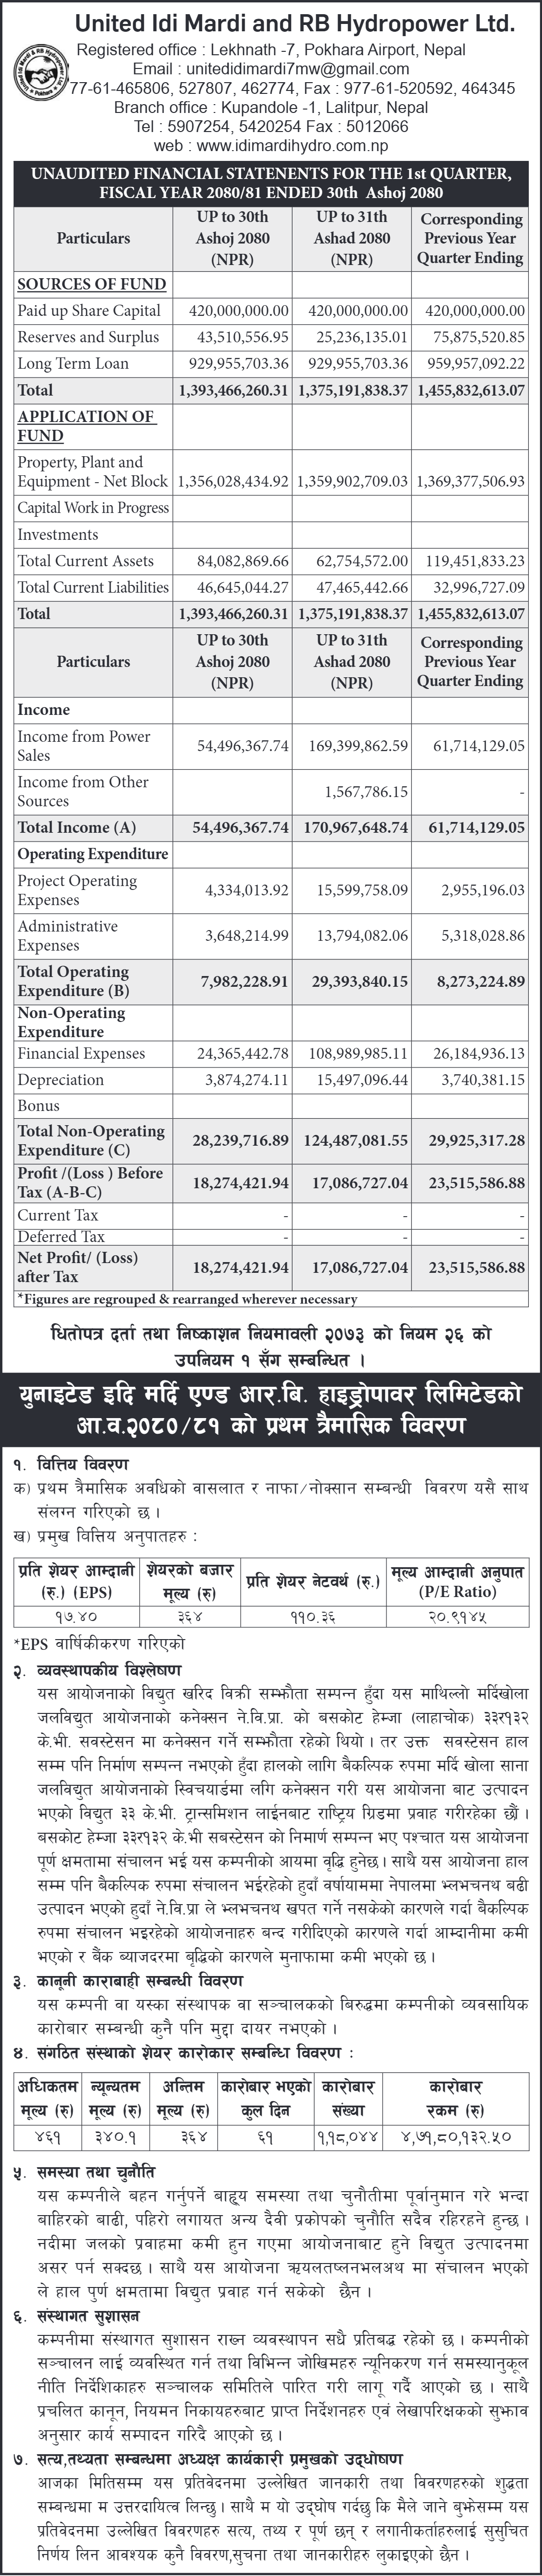 United Idi Mardi and RB Hydropower Ltd.
Registered office : Lekhnath -7, Pokhara Airport, Nepal
Email : unitedidimardi7mw@gmail.com
77-61-465806, 527807, 462774, Fax : 977-61-520592, 464345
Branch office : Kupandole -1, Lalitpur, Nepal
Tel : 5907254, 5420254 Fax : 5012066
web : www.idimardihydro.com.np
UNAUDITED FINANCIAL STATENENTS FOR THE 1st QUARTER,
FISCAL YEAR 2080/81 ENDED 30th Ashoj 2080
Particulars UP to 30th Ashoj 2080 (NPR) UP to 31th Ashad 2080 (NPR) Corresponding Previous Year Quarter Ending
SOURCES OF FUND
Paid up Share Capital 420,000,000.00 420,000,000.00 420,000,000.00
Reserves and Surplus 43,510,556.95 25,236,135.01 75,875,520.85
Long Term Loan 929,955,703.36 929,955,703.36 959,957,092.22
Total 1,393,466,260.31 1,375,191,838.37 1,455,832,613.07
APPLICATION OF
FUND
Property, Plant and
Equipment - Net Block 1,356,028,434.92 1,359,902,709.03 1,369,377,506.93
Capital Work in Progress
Investments
Total Current Assets 84,082,869.66 62,754,572.00 119,451,833.23
Total Current Liabilities 46,645,044.27 47,465,442.66 32,996,727.09
Total 1,393,466,260.31 1,375,191,838.37 1,455,832,613.07
Particulars UP to 30th Ashoj 2080 (NPR) UP to 31th Ashad 2080 (NPR) Corresponding Previous Year Quarter Ending
Income
Income from Power
Sales 54,496,367.74 169,399,862.59 61,714,129.05
Income from Other
Sources 1,567,786.15 -
Total Income (A) 54,496,367.74 170,967,648.74 61,714,129.05
Operating Expenditure
Project Operating
Expenses 4,334,013.92 15,599,758.09 2,955,196.03
Administrative
Expenses 3,648,214.99 13,794,082.06 5,318,028.86
Total Operating
Expenditure (B) 7,982,228.91 29,393,840.15 8,273,224.89
Non-Operating
Expenditure
Financial Expenses 24,365,442.78 108,989,985.11 26,184,936.13
Depreciation 3,874,274.11 15,497,096.44 3,740,381.15
Bonus
Total Non-Operating
Expenditure (C) 28,239,716.89 124,487,081.55 29,925,317.28
Profit /(Loss ) Before
Tax (A-B-C) 18,274,421.94 17,086,727.04 23,515,586.88
Current Tax - - -
Deferred Tax - - -
Net Profit/ (Loss)
after Tax 18,274,421.94 17,086,727.04 23,515,586.88
*Figures are regrouped & rearranged wherever necessary
धितोपत्र दर्ता तथा निष्काशन नियमावली २०७३ को नियम २६ को
उपनियम १ सँग सम्बन्धित ।
युनाइटेड इदि मर्दि एण्ड आर.बि. हाइड्रोपावर लिमिटेडको
आ.व.२०८०/८१ को प्रथम त्रैमासिक विवरण
१. वित्तिय विवरण
क) प्रथम त्रैमासिक अवधिको वासलात र नाफा/नोक्सान सम्बन्धी विवरण यसै साथ
संलग्न गरिएको छ ।
ख) प्रमुख वित्तिय अनुपातहरु :
प्रति शेयर आम्दानी (रु.) (EPS) शेयरको बजार मूल्य (रु) प्रति शेयर नेटवर्थ (रु.) मूल्य आम्दानी अनुपात (P/E Ratio)
१७.४० ३६४ ११०.३६ २०.९१४५
*EPS वार्षिकीकरण गरिएको
२. व्यवस्थापकीय विश्लेषण
यस आयोजनाको विद्युत खरिद विक्री सम्झौता सम्पन्न हुँदा यस माथिल्लो मर्दिखोला
जलविद्युत आयोजनाको कनेक्सन ने.वि.प्रा. को बसकोट हेम्जा (लाहाचोक) ३३र१३२
के.भी. सवस्टेसन मा कनेक्सन गर्ने सम्झौता रहेको थियो । तर उक्त सवस्टेसन हाल
सम्म पनि निर्माण सम्पन्न नभएको हुँदा हालको लागि बैकल्पिक रुपमा मर्दि खोला साना
जलविद्युत आयोजनाको स्विचयार्डमा लगि कनेक्सन गरी यस आयोजना बाट उत्पादन
भएको विद्युत ३३ के.भी. ट्रान्समिशन लाईनबाट राष्ट्रिय ग्रिडमा प्रवाह गरीरहेका छौं ।
बसकोट हेम्जा ३३र१३२ के.भी सबस्टेसन को निमार्ण सम्पन्न भए पश्चात यस आयोजना
पूर्ण क्षमतामा संचालन भई यस कम्पनीको आयमा वृद्धि हुनेछ । साथै यस आयोजना हाल
सम्म पनि बैकल्पिक रुपमा संचालन भईरहेको हुदाँ वर्षायाममा नेपालमा भ्लभचनथ बढी
उत्पादन भएको हुदाँ ने.वि.प्रा ले भ्लभचनथ खपत गर्ने नसकेको कारणले गर्दा बैकल्पिक
रुपमा संचालन भइरहेको आयोजनाहरु बन्द गरीदिएको कारणले गर्दा आम्दानीमा कमी
भएको र बैंक ब्याजदरमा बृद्धिको कारणले मुनाफामा कमी भएको छ ।
३. कानूनी काराबाही सम्बन्धी विवरण
यस कम्पनी वा यस्का संस्थापक वा सञ्चालकको बिरुद्धमा कम्पनीको व्यवसायिक
कारोबार सम्बन्धी कुनै पनि मुद्दा दायर नभएको ।
४. संगठित संस्थाको शेयर कारोकार सम्बन्धि विवरण :
अधिकतम मूल्य (रु) न्यून्यतम मूल्य (रु) अन्तिम मूल्य (रु) कारोबार भएको कुल दिन कारोबार संख्या कारोबार रकम (रु)
४६१ ३४०.१ ३६४ ६१ १,१८,०४४ ४,७१,८०,१३२.५०
५. समस्या तथा चुनौति
यस कम्पनीले बहन गर्नुपर्ने बाह्य समस्या तथा चुनौतीमा पूर्वानुमान गरे भन्दा
बाहिरको बाढी, पहिरो लगायत अन्य दैवी प्रकोपको चुनौति सदैव रहिरहने हुन्छ ।
नदीमा जलको प्रवाहमा कमी हुन गएमा आयोजनाबाट हुने विद्युत उत्पादनमा
असर पर्न सक्दछ । साथै यस आयोजना ऋयलतष्लनभलअथ मा संचालन भएको
ले हाल पुर्ण क्षमतामा विद्युत प्रवाह गर्न सकेको छैन ।
६. संस्थागत सुशासन
कम्पनीमा संस्थागत सुशासन राख्न व्यवस्थापन सधै प्रतिबद्ध रहेको छ । कम्पनीको
सञ्चालन लाई व्यवस्थित गर्न तथा विभिन्न जोखिमहरु न्यूनिकरण गर्न समस्यानुकूल
नीति निर्देशिकाहरु सञ्चालक समितिले पारित गरी लागू गर्दै आएको छ । साथै
प्रचलित कानून, नियमन निकायहरुबाट प्राप्त निर्देशनहरु एवं लेखापरिक्षकको सुझाव
अनुसार कार्य सम्पादन गरिदै आएको छ ।
७. सत्य,तथ्यता सम्बन्धमा अध्यक्ष कार्यकारी प्रमुखको उद्घोषण
आजका मितिसम्म यस प्रतिवेदनमा उल्लेखित जानकारी तथा विवरणहरुको शुद्धता
सम्बन्धमा म उत्तरदायित्व लिन्छु । साथै म यो उद्घोष गर्दछु कि मैले जाने बुझेसम्म यस
प्रतिवेदनमा उल्लेखित विवरणहरु सत्य, तथ्य र पूर्ण छन् र लगानीकर्ताहरुलाई सुसुचित
निर्णय लिन आवश्यक कुनै विवरण,सुचना तथा जानकारीहरु लुकाइएको छैन ।